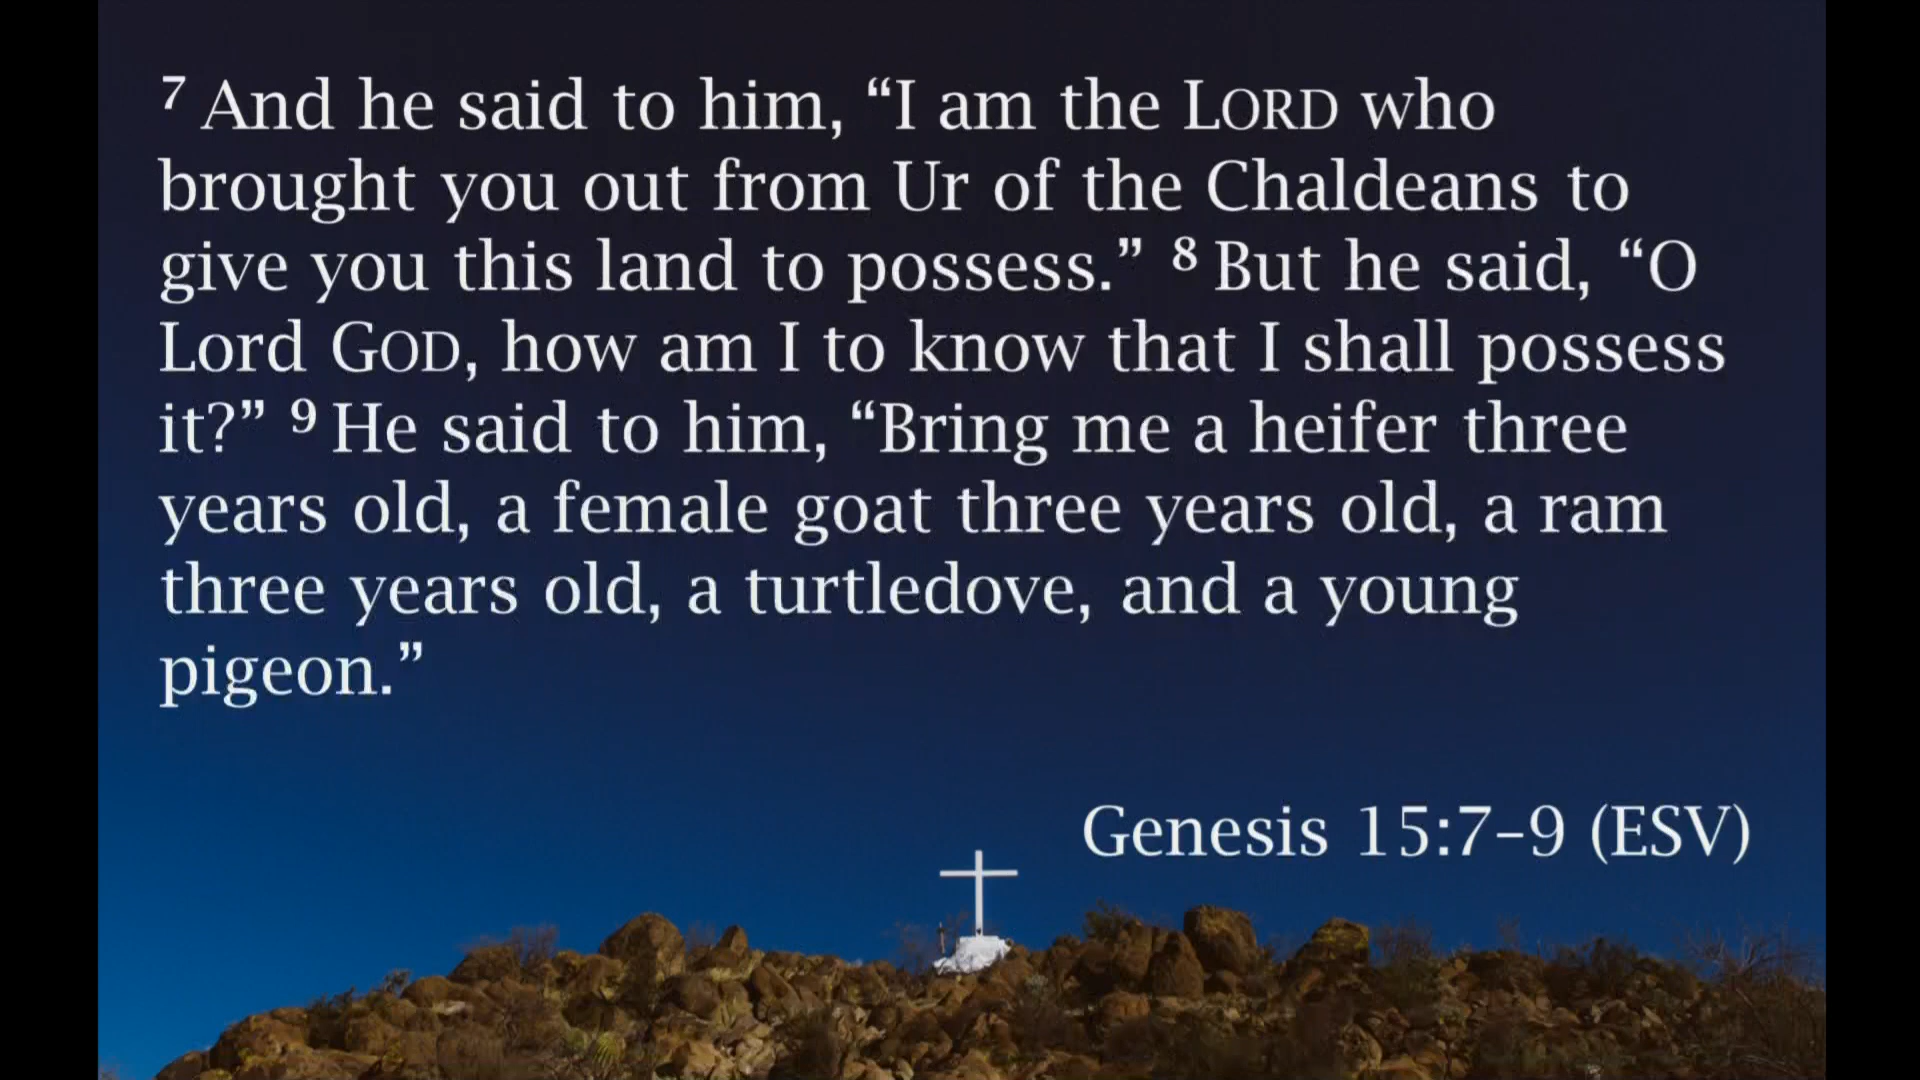 7 And he said to him, “I am the LORD who
brought you out from Ur of the Chaldeans to
give you this land to possess.” 8 But he said, “O
Lord GOD, how am I to know that I shall possess
it?” 9 He said to him, “Bring me a heifer three
years old, a female goat three years old, a ram
three years old, a turtledove, and a young
pigeon.”
Genesis 15:7–9 (ESV)